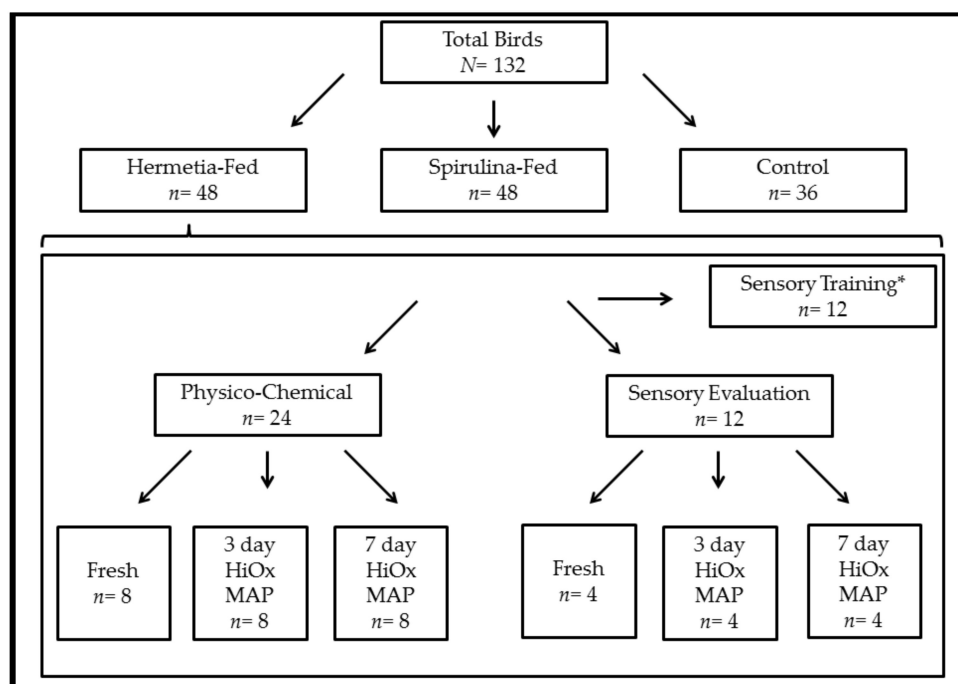 Total Birds
N= 132
Hermetia-Fed
n= 48
Spirulina-Fed
n= 48
Control
n= 36
Sensory Training*
n= 12
Physico-Chemical
n= 24
Sensory Evaluation
n= 12
Fresh
n= 8
3 day
HiOx
MAP
n= 8
7 day
HiOx
MAP
n= 8
Fresh
n= 4
3 day
HiOx
MAP
n= 4
7 day
HiOx
MAP
n= 4